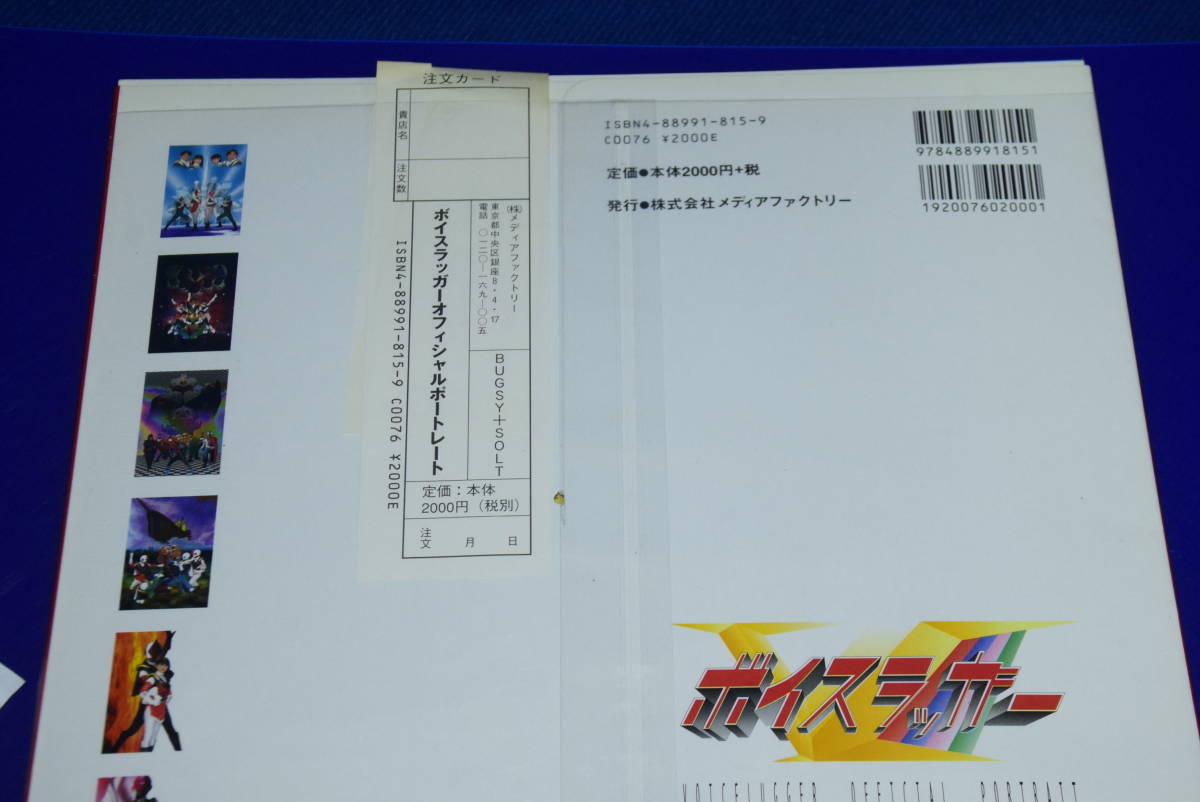 注文カード
貴店名
注文数
(株)メディアファクトリー
東京都中央区銀座8・4・17
電話 〇一二〇ー一六九ー〇〇五
ボイスラッガーオフィシャルポートレート
BUGSY+SOLT
ISBN4-88991-815-9 C0076 ¥2000E
定価:本体
2000円(税別)
注文 月 日
ISBN4-88991-815-9
C0076 ¥2000E
定価●本体2000円+税
発行●株式会社メディアファクトリー
9784889918151
1920076020001
ボイスラッガー
VOICELUGGER OFFICIAL PORTRAIT